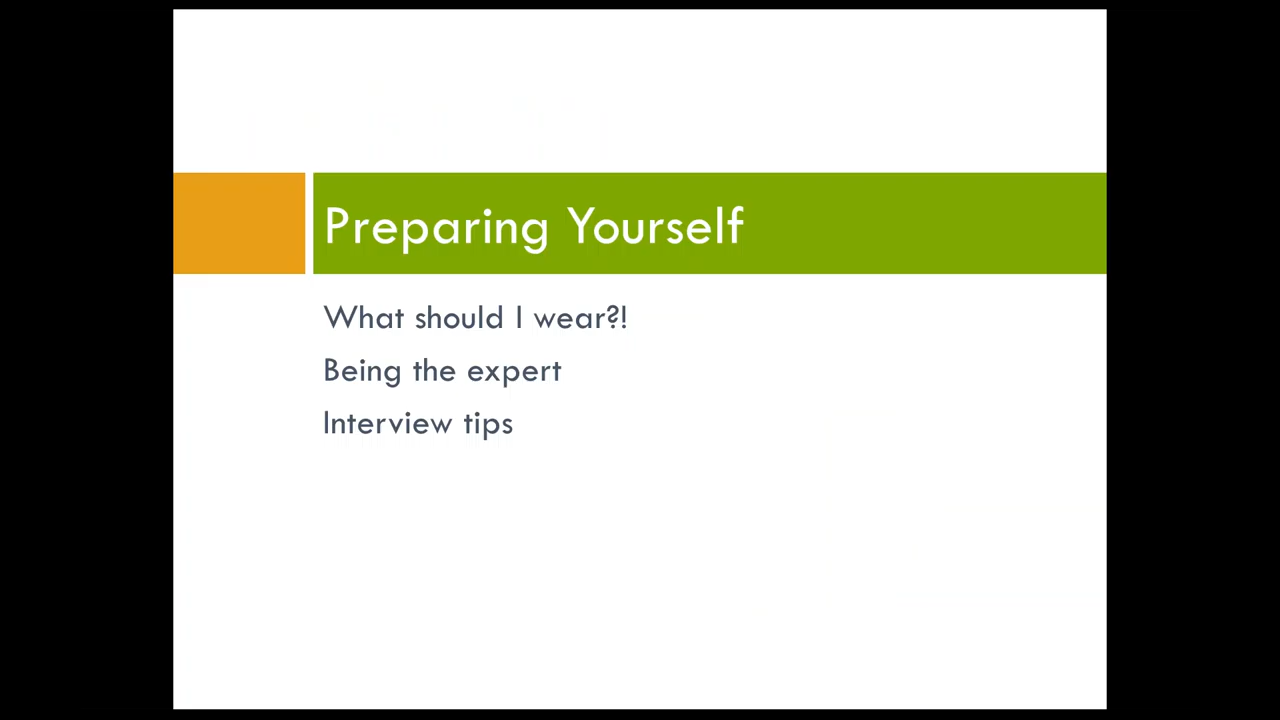 Preparing Yourself
What should I wear?!
Being the expert
Interview tips